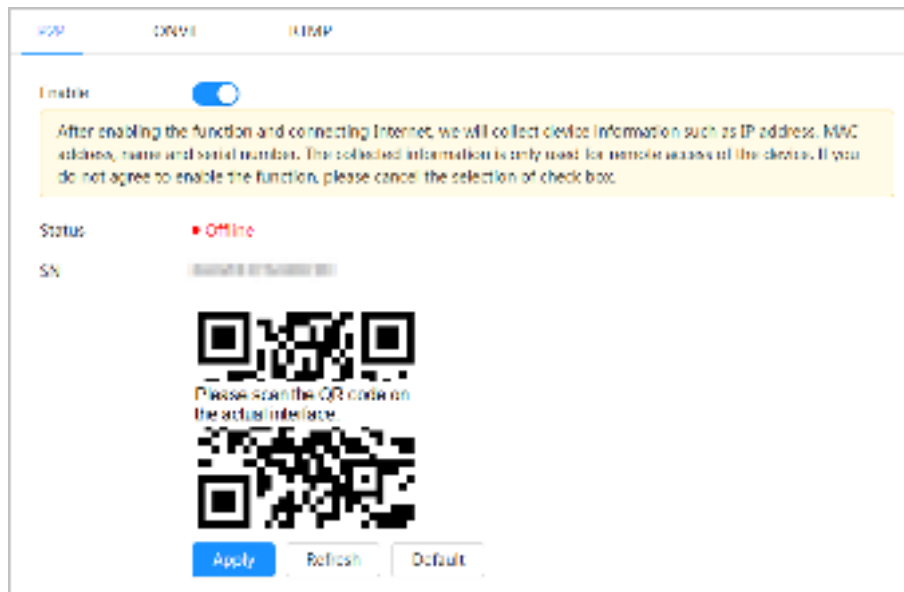 P2P ONVIF RTMP
Enable
After enabling the function and connecting Internet, we will collect device information such as IP address, MAC
address, name and serial number. The collected information is only used for remote access of the device. If you
do not agree to enable the function, please cancel the selection of check box.
Status Offline
SN
Please scan the QR code on
the actual interface.
Apply Refresh Default